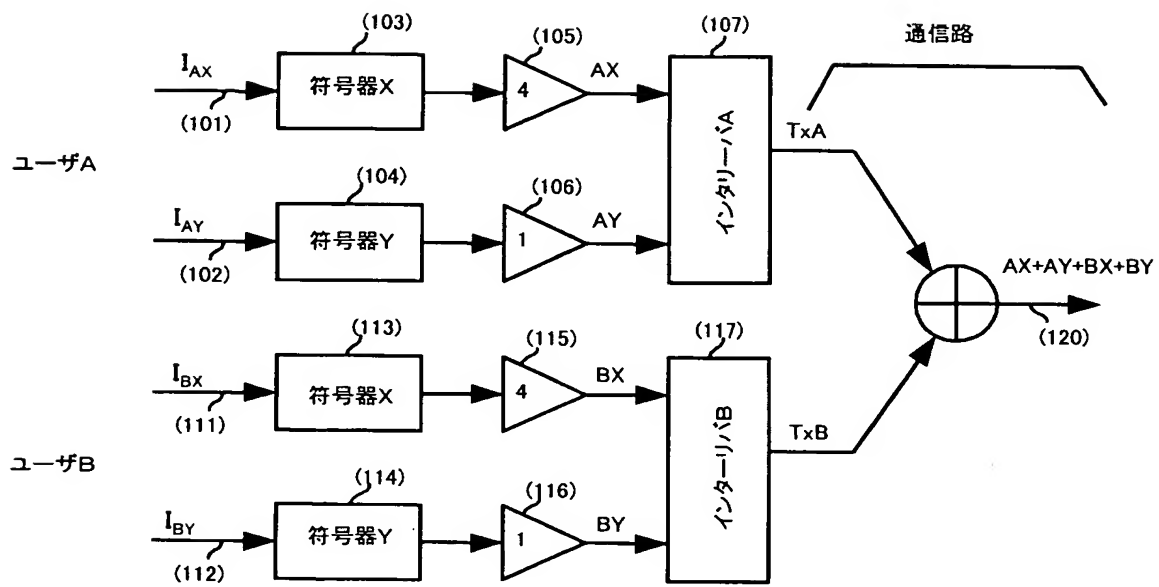 (103)
(105)
(107)
通信路
I_AX
符号器X
4
AX
(101)
TxA
ユーザA
インタリーバA
(104)
(106)
I_AY
符号器Y
1
AY
(102)
AX+AY+BX+BY
(120)
(113)
(115)
(117)
I_BX
符号器X
4
BX
(111)
TxB
ユーザB
インターリバB
(114)
(116)
I_BY
符号器Y
1
BY
(112)